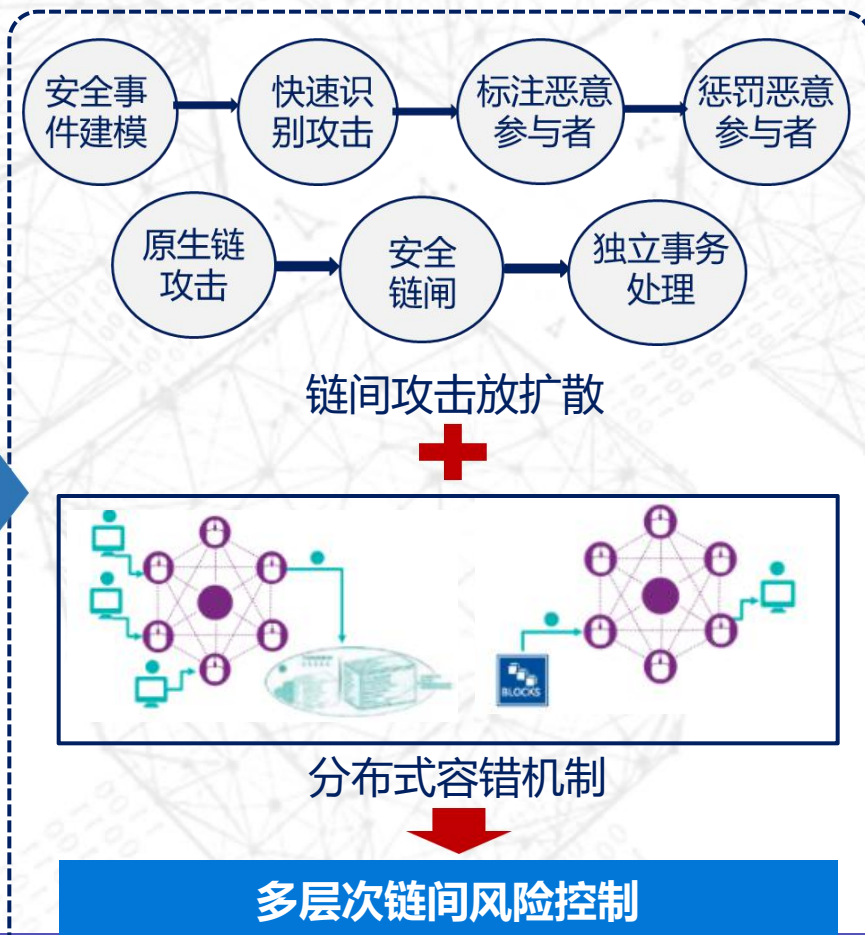 安全事
件建模
快速识
别攻击
标注恶意
参与者
惩罚恶意
参与者
原生链
攻击
安全
链闸
独立事务
处理
链间攻击放扩散
BLOCKS
分布式容错机制
多层次链间风险控制